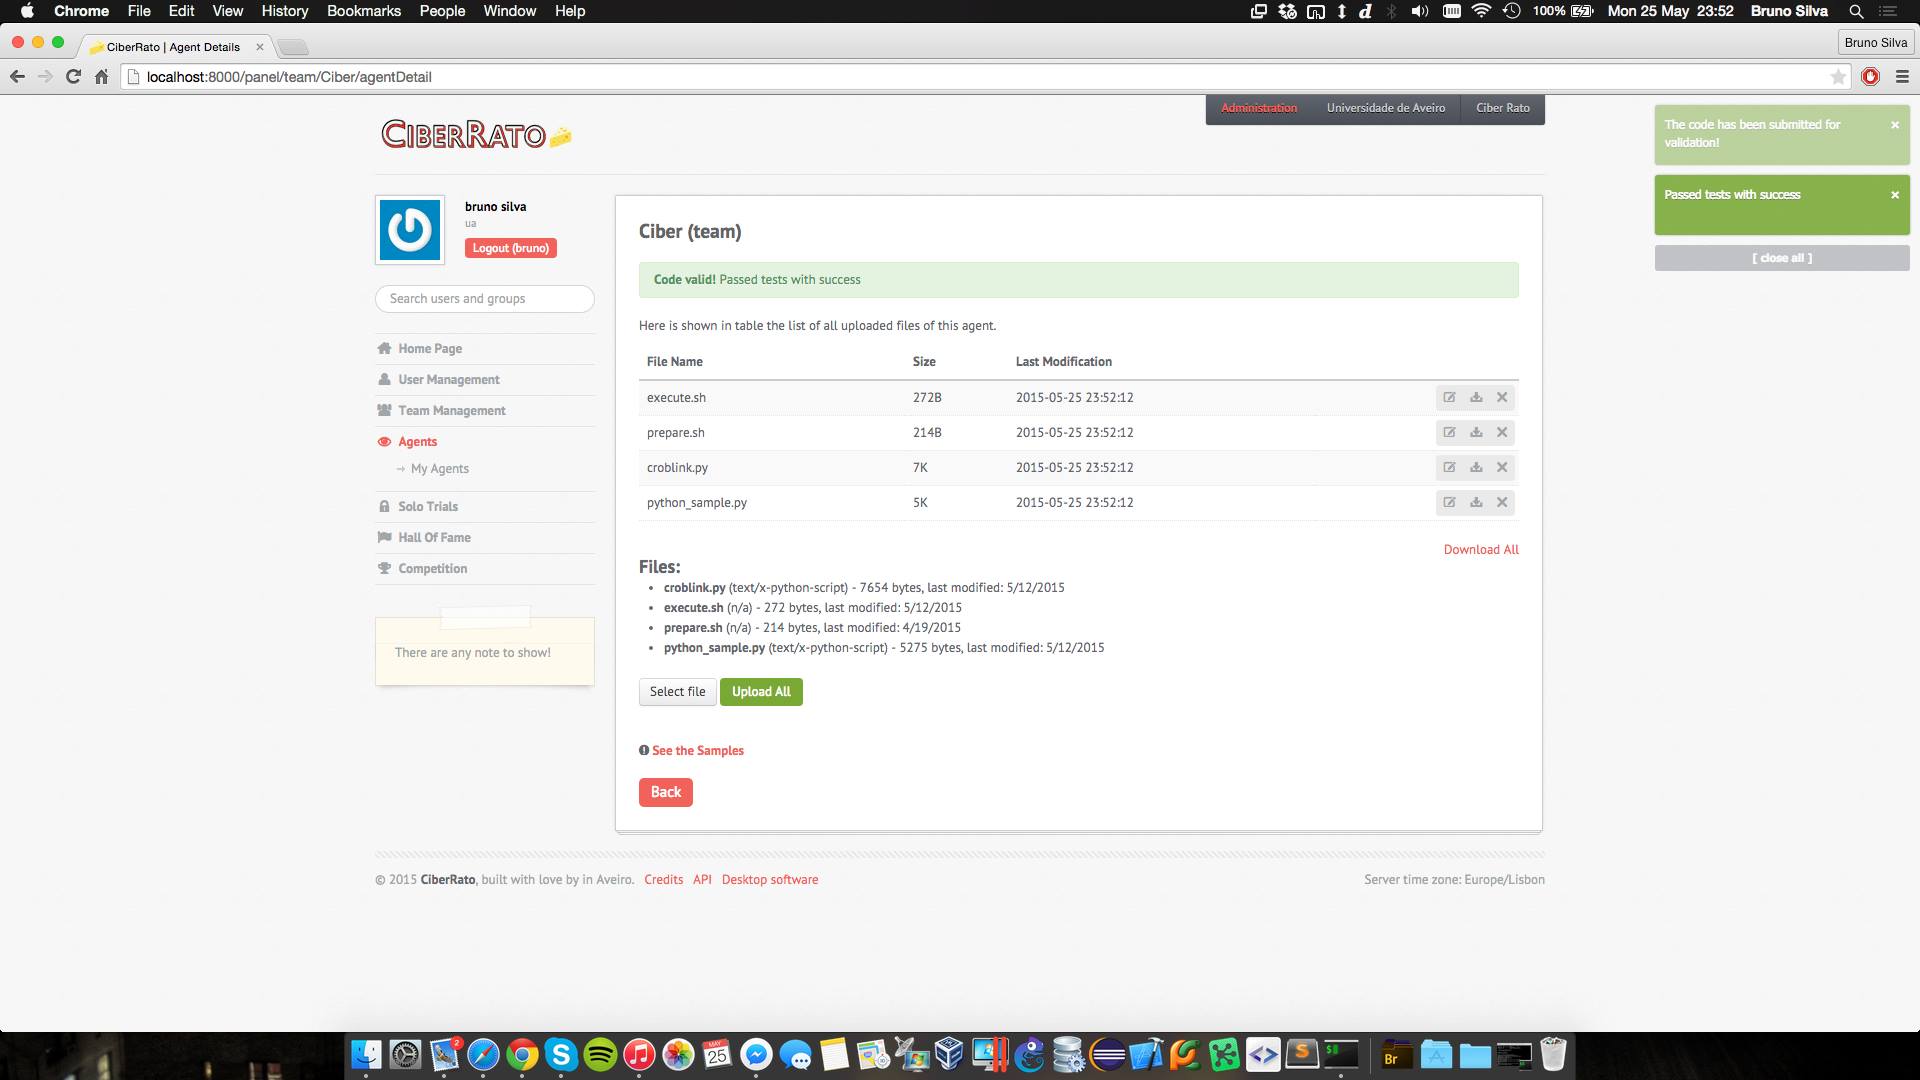 Chrome File Edit View History Bookmarks People Window Help
100% Mon 25 May 23:52 Bruno Silva
CiberRato | Agent Details
Bruno Silva
localhost:8000/panel/team/Ciber/agentDetail
Administration Universidade de Aveiro Ciber Rato
CIBERRATO
The code has been submitted for
validation!
Passed tests with success
[ close all ]
bruno silva
ua
Logout (bruno)
Search users and groups
Home Page
User Management
Team Management
Agents
→ My Agents
Solo Trials
Hall Of Fame
Competition
There are any note to show!
Ciber (team)
Code valid! Passed tests with success
Here is shown in table the list of all uploaded files of this agent.
File Name Size Last Modification
execute.sh 272B 2015-05-25 23:52:12
prepare.sh 214B 2015-05-25 23:52:12
croblink.py 7K 2015-05-25 23:52:12
python_sample.py 5K 2015-05-25 23:52:12
Download All
Files:
• croblink.py (text/x-python-script) - 7654 bytes, last modified: 5/12/2015
• execute.sh (n/a) - 272 bytes, last modified: 5/12/2015
• prepare.sh (n/a) - 214 bytes, last modified: 4/19/2015
• python_sample.py (text/x-python-script) - 5275 bytes, last modified: 5/12/2015
Select file Upload All
See the Samples
Back
© 2015 CiberRato, built with love by in Aveiro. Credits API Desktop software
Server time zone: Europe/Lisbon
2
MAY
25
Br